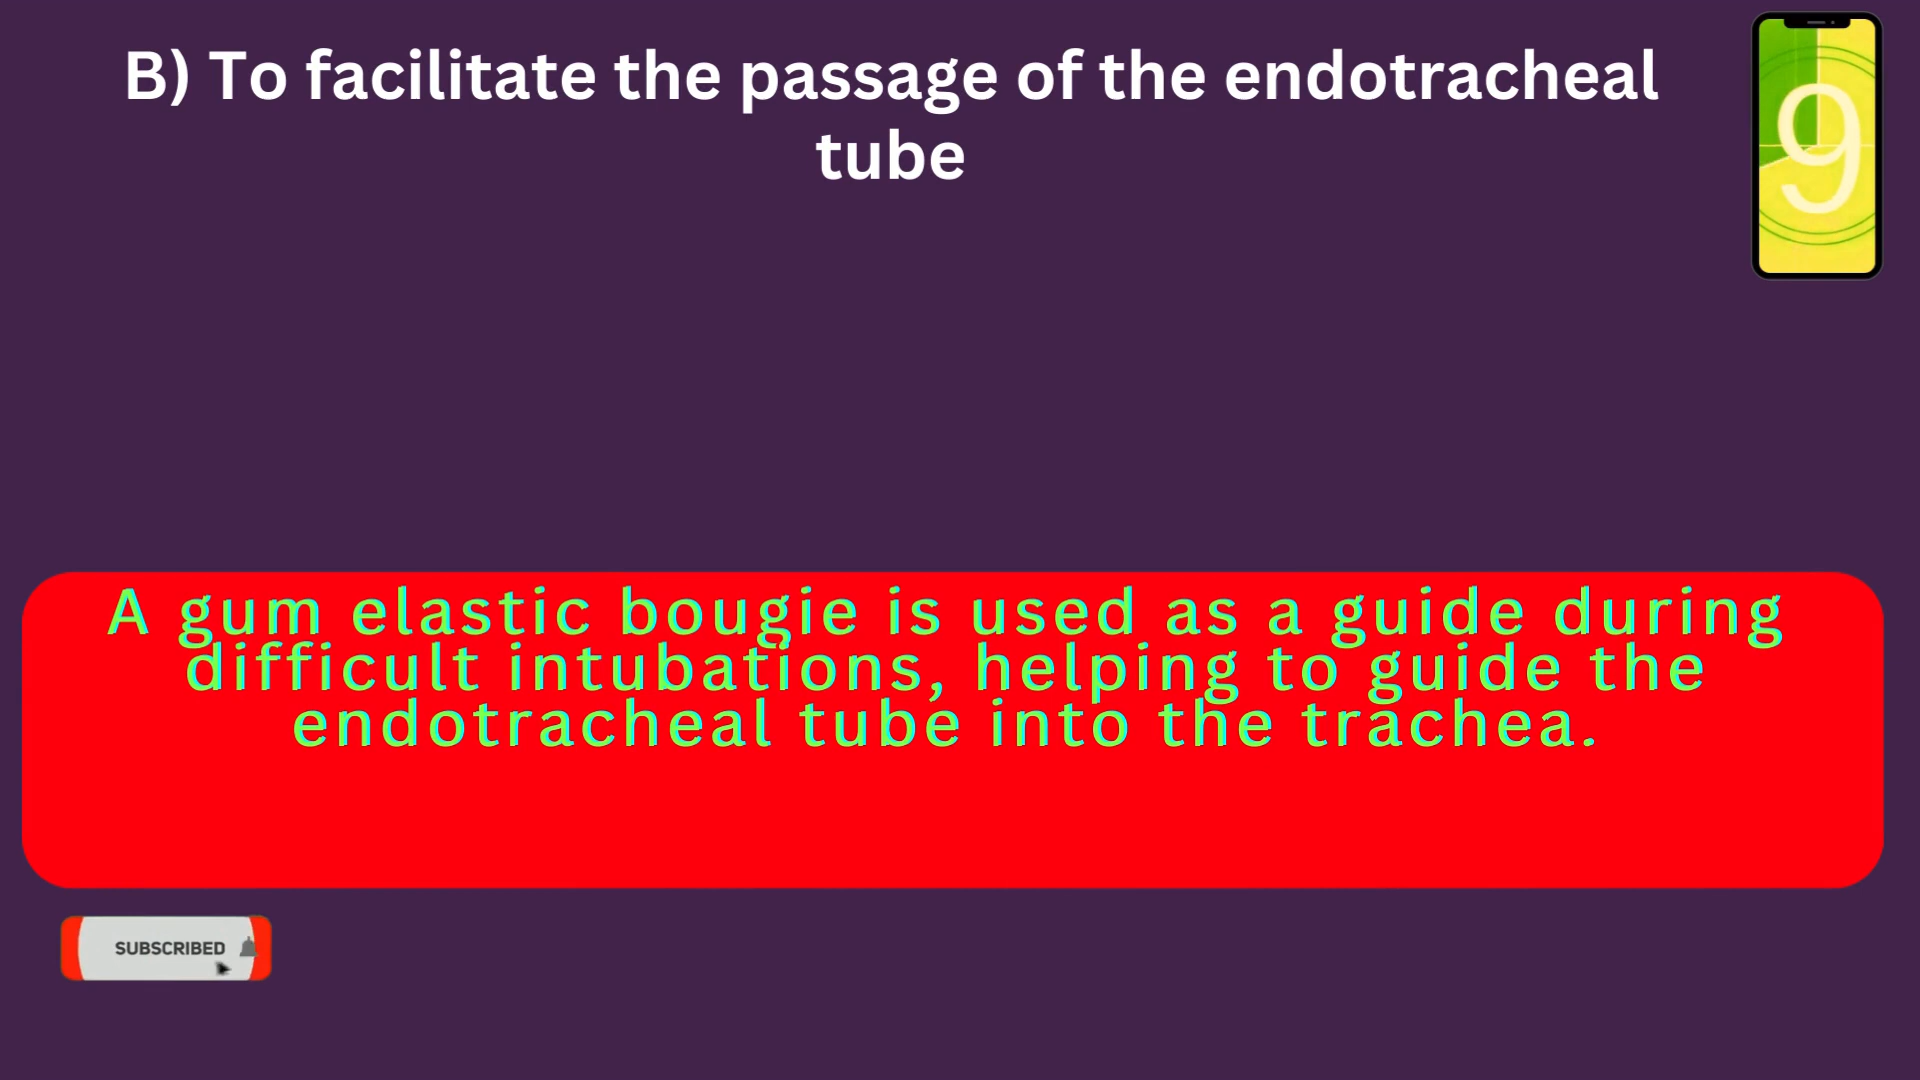 B) To facilitate the passage of the endotracheal
tube
9
A gum elastic bougie is used as a guide during
difficult intubations, helping to guide the
endotracheal tube into the trachea.
SUBSCRIBED